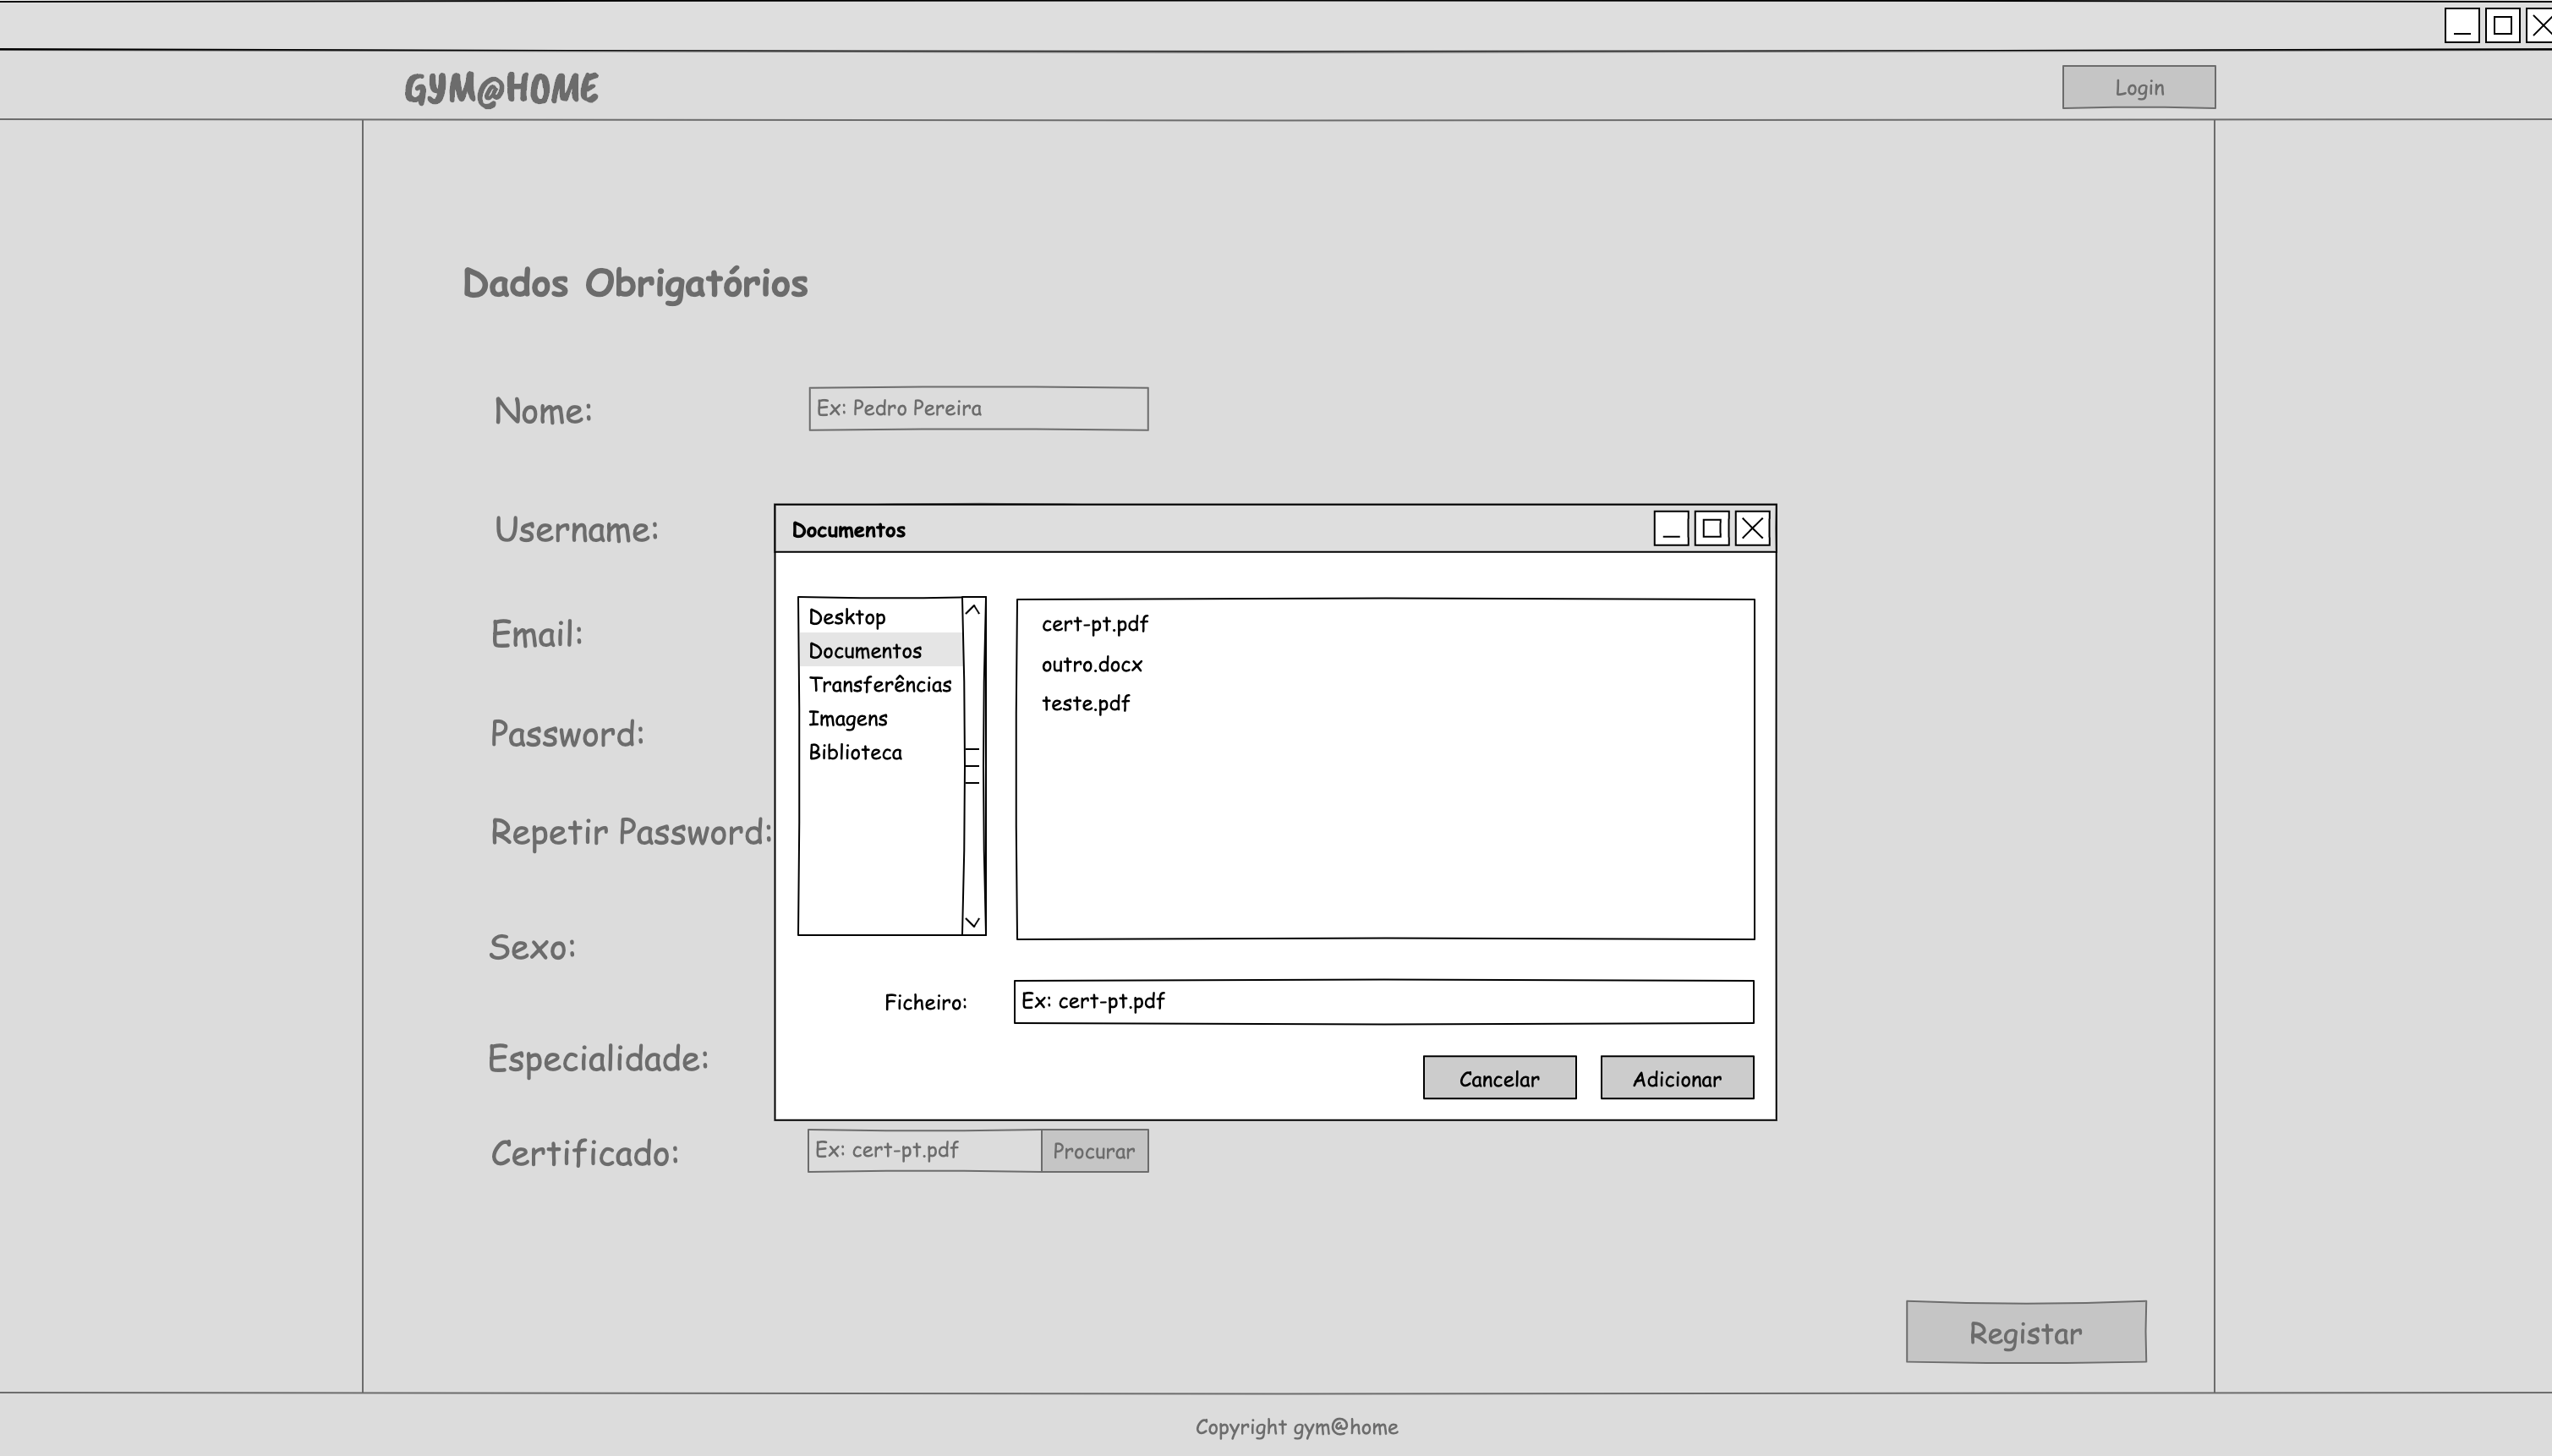 GYM@HOME
Login
Dados Obrigatórios
Nome:
Ex: Pedro Pereira
Username:
Email:
Password:
Repetir Password:
Sexo:
Especialidade:
Certificado:
Ex: cert-pt.pdf
Procurar
Documentos
Desktop
Documentos
Transferências
Imagens
Biblioteca
cert-pt.pdf
outro.docx
teste.pdf
Ficheiro:
Ex: cert-pt.pdf
Cancelar
Adicionar
Registar
Copyright gym@home